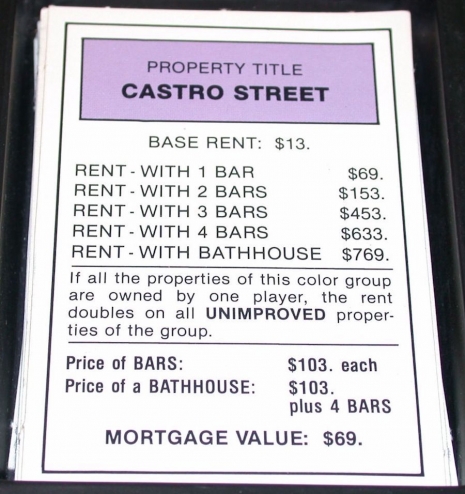 PROPERTY TITLE
CASTRO STREET
BASE RENT: $13.
RENT - WITH 1 BAR $69.
RENT - WITH 2 BARS $153.
RENT - WITH 3 BARS $453.
RENT - WITH 4 BARS $633.
RENT - WITH BATHHOUSE $769.
If all the properties of this color group
are owned by one player, the rent
doubles on all UNIMPROVED proper-
ties of the group.
Price of BARS: $103. each
Price of a BATHHOUSE: $103.
plus 4 BARS
MORTGAGE VALUE: $69.